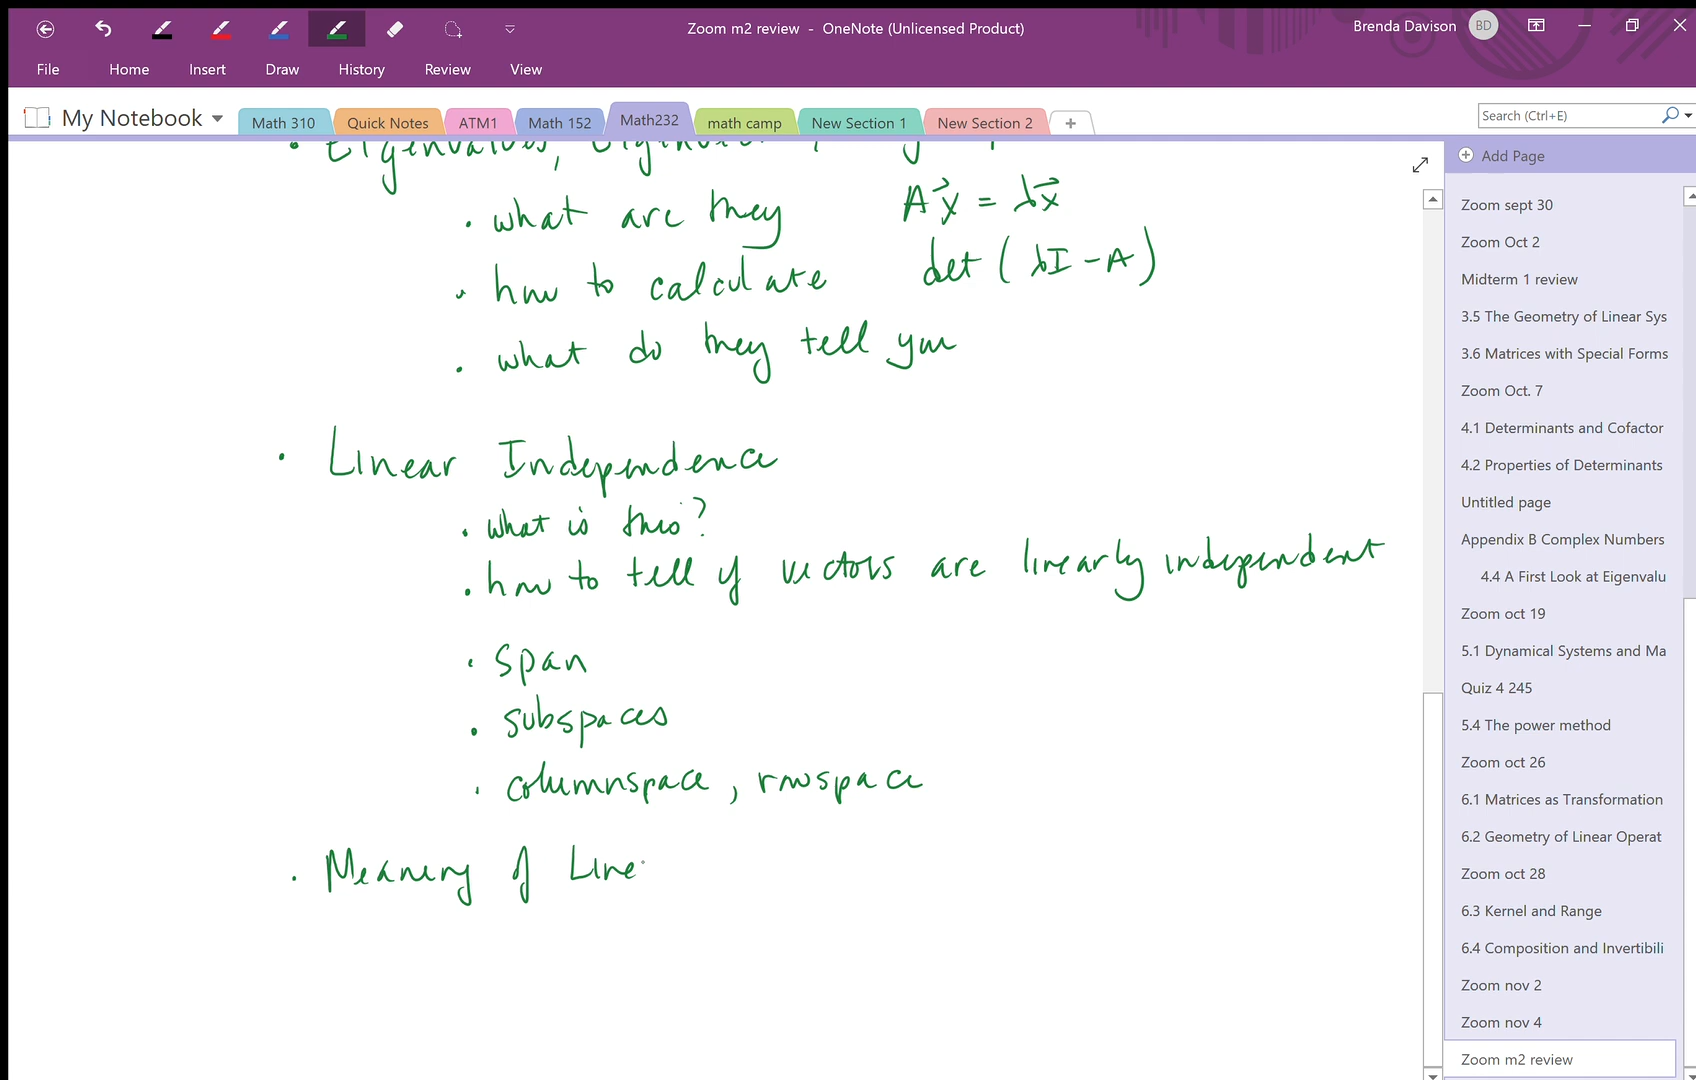 Zoom m2 review - OneNote (Unlicensed Product)
Brenda Davison BD
File Home Insert Draw History Review View
My Notebook
Math 310 Quick Notes ATM1 Math 152 Math232 math camp New Section 1 New Section 2 +
Search (Ctrl+E)
Add Page
• Eigenvalues,
• what are they Ax⃗ = λx⃗
• how to calculate det(λI - A)
• what do they tell you
• Linear Independence
• what is this?
• how to tell if vectors are linearly independent
• span
• subspaces
• columnspace, rowspace
• Meaning of Line
Zoom sept 30
Zoom Oct 2
Midterm 1 review
3.5 The Geometry of Linear Sys
3.6 Matrices with Special Forms
Zoom Oct. 7
4.1 Determinants and Cofactor
4.2 Properties of Determinants
Untitled page
Appendix B Complex Numbers
4.4 A First Look at Eigenvalu
Zoom oct 19
5.1 Dynamical Systems and Ma
Quiz 4 245
5.4 The power method
Zoom oct 26
6.1 Matrices as Transformation
6.2 Geometry of Linear Operat
Zoom oct 28
6.3 Kernel and Range
6.4 Composition and Invertibili
Zoom nov 2
Zoom nov 4
Zoom m2 review